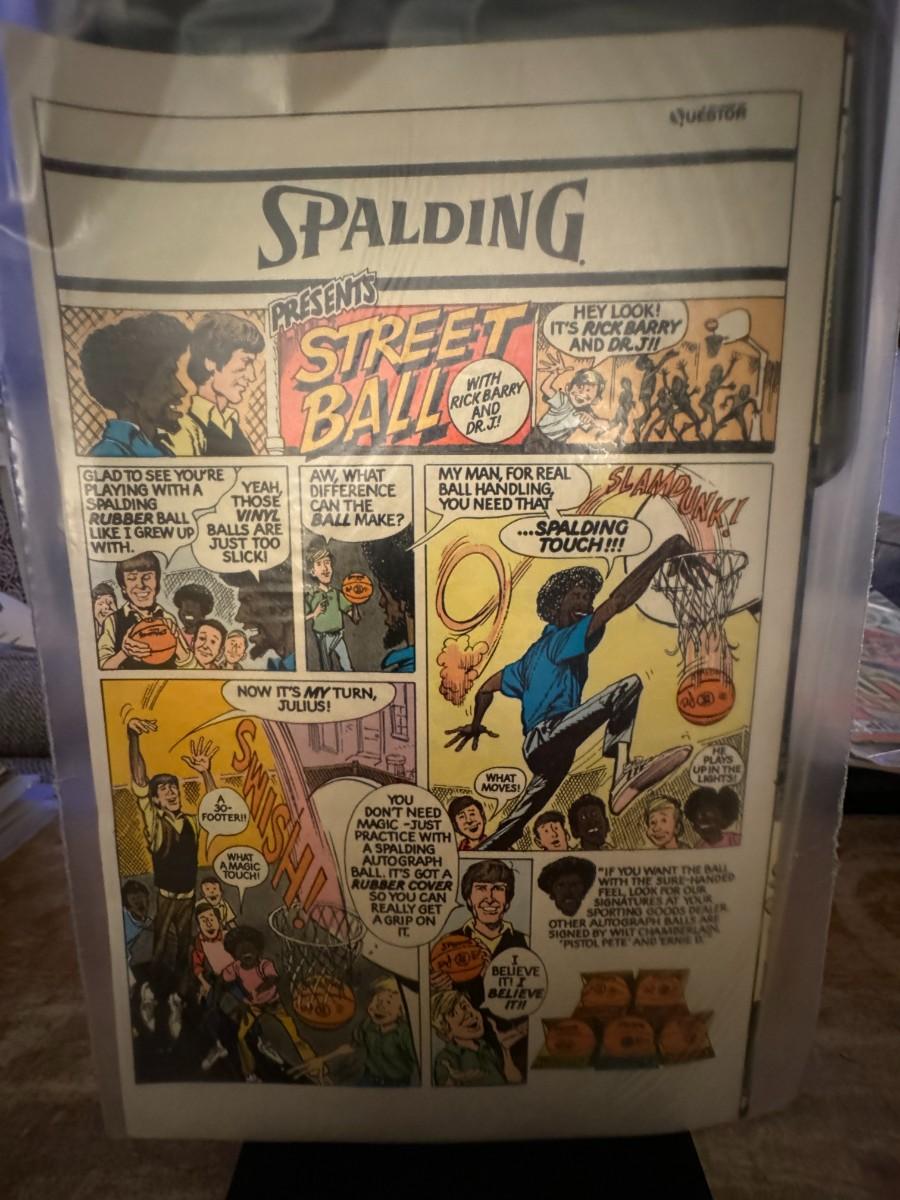 QUESTOR
SPALDING
PRESENTS
STREET
BALL
WITH
RICK BARRY
AND
DR.J.!
HEY LOOK!
IT'S RICK BARRY
AND DR.J!!
GLAD TO SEE YOU'RE
PLAYING WITH A
SPALDING
RUBBER BALL
LIKE I GREW UP
WITH.
YEAH,
THOSE
VINYL
BALLS ARE
JUST TOO
SLICK!
AW, WHAT
DIFFERENCE
CAN THE
BALL MAKE?
MY MAN, FOR REAL
BALL HANDLING,
YOU NEED THAT
...SPALDING
TOUCH!!!
SLAMDUNK!
WHAT
MOVES!
HE
PLAYS
UP IN THE
LIGHTS!
NOW IT'S MY TURN,
JULIUS!
SWISH!
A
30-
FOOTER!!
WHAT
A MAGIC
TOUCH!
YOU
DON'T NEED
MAGIC -JUST
PRACTICE WITH
A SPALDING
AUTOGRAPH
BALL. IT'S GOT A
RUBBER COVER
SO YOU CAN
REALLY GET
A GRIP ON
IT.
I
BELIEVE
IT! I
BELIEVE
IT!!
"IF YOU WANT THE BALL
WITH THE SURE-HANDED
FEEL, LOOK FOR OUR
SIGNATURES AT YOUR
SPORTING GOODS DEALER.
OTHER AUTOGRAPH BALLS ARE
SIGNED BY WILT CHAMBERLAIN,
"PISTOL PETE" AND "ERNIE D."